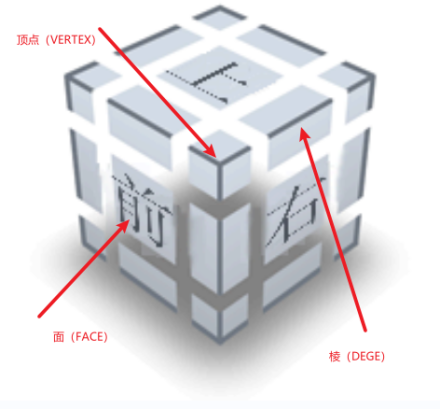 顶点（VERTEX）
上
前
右
面（FACE）
棱（DEGE）